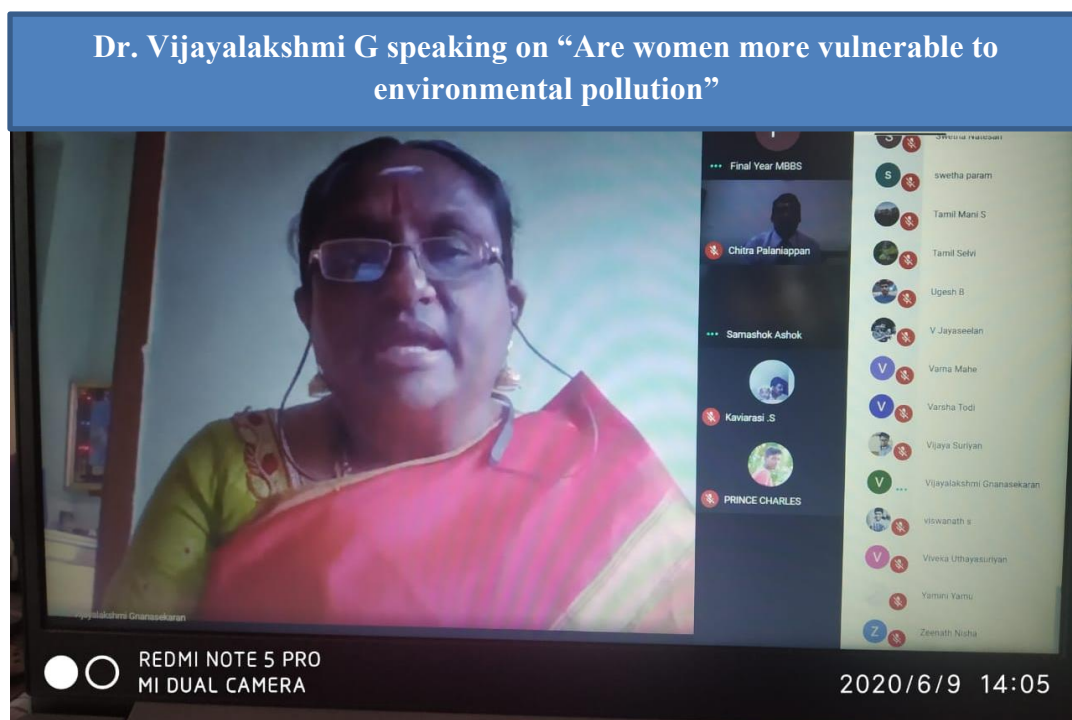 Dr. Vijayalakshmi G speaking on “Are women more vulnerable to
environmental pollution”
Final Year MBBS
Chitra Palaniappan
Samashok Ashok
Kaviarasi .S
PRINCE CHARLES
Swetha Natesan
S
swetha param
Tamil Mani S
Tamil Selvi
Ugesh B
V Jayaseelan
V
Varna Mahe
V
Varsha Todi
Vijaya Suriyan
V
Vijayalakshmi Gnanasekaran
viswanath s
V
Viveka Uthayasuriyan
Yamini Yamu
Z
Zeenath Nisha
Vijayalakshmi Gnanasekaran
REDMI NOTE 5 PRO
MI DUAL CAMERA
2020/6/9 14:05